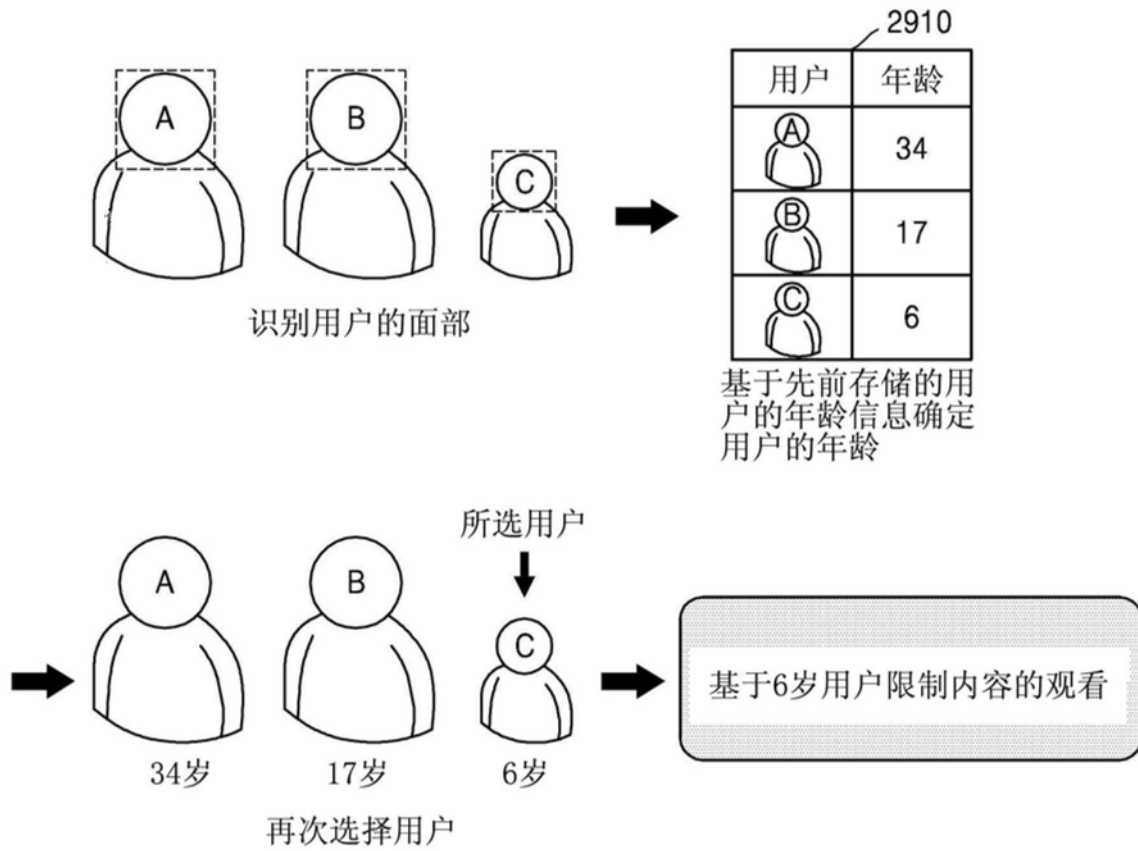 2910
A
B
C
用户 年龄
A 34
B 17
C 6
识别用户的面部
基于先前存储的用
户的年龄信息确定
用户的年龄
所选用户
A
B
C
基于6岁用户限制内容的观看
34岁
17岁
6岁
再次选择用户